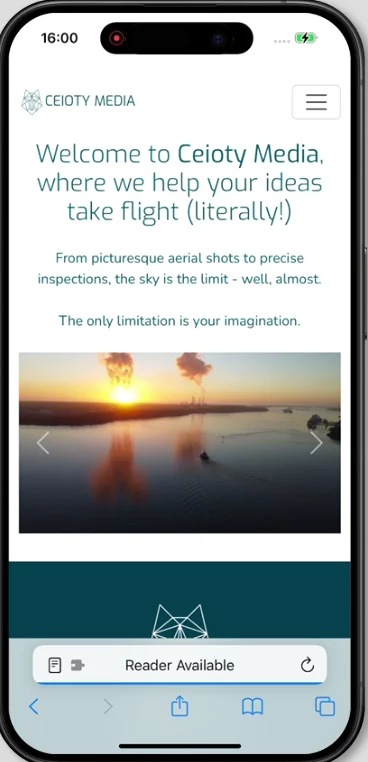 16:00
CEIOTY MEDIA
Welcome to Ceioty Media,
where we help your ideas
take flight (literally!)
From picturesque aerial shots to precise
inspections, the sky is the limit - well, almost.
The only limitation is your imagination.
Reader Available